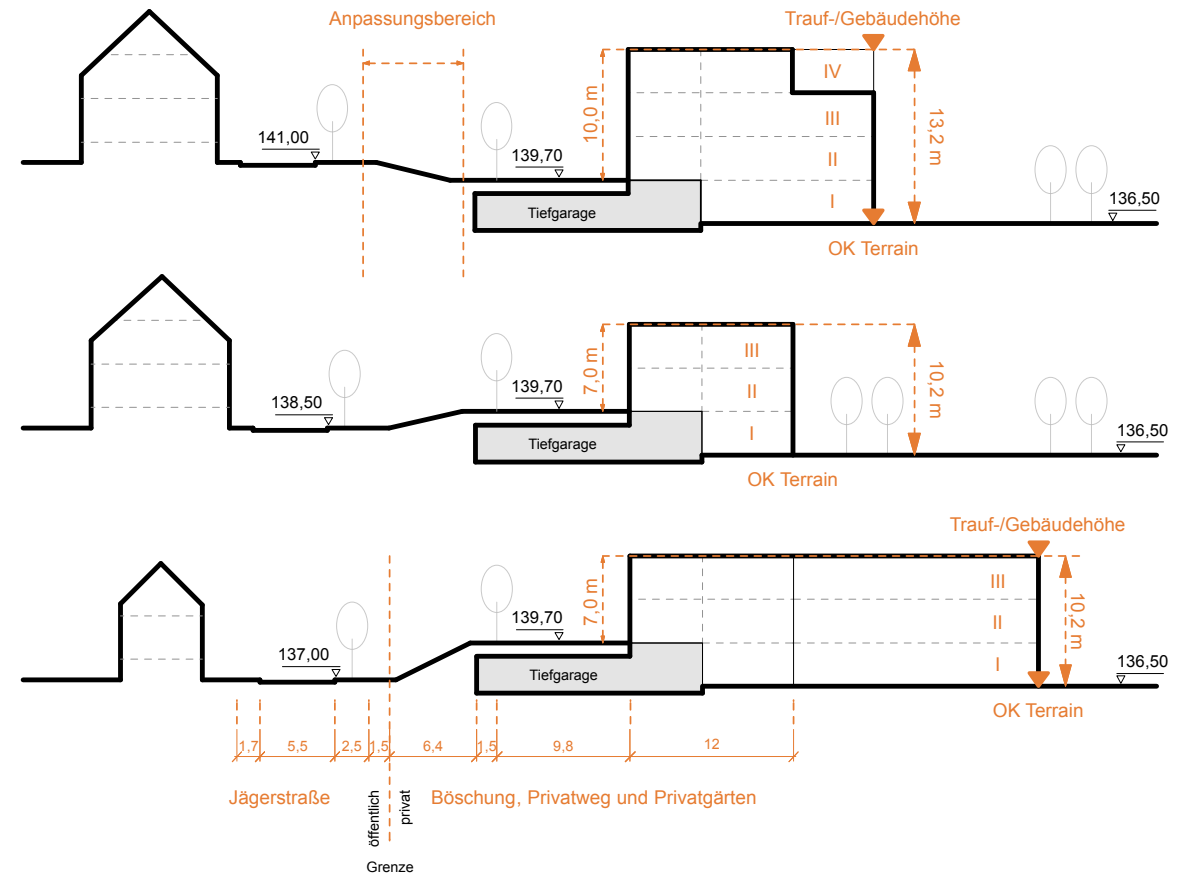 Anpassungsbereich
Trauf-/Gebäudehöhe
IV
10,0 m
13,2 m
III
141,00
139,70
II
136,50
I
Tiefgarage
OK Terrain
III
7,0 m
10,2 m
139,70
II
138,50
136,50
I
Tiefgarage
OK Terrain
Trauf-/Gebäudehöhe
III
7,0 m
10,2 m
139,70
II
137,00
136,50
I
Tiefgarage
OK Terrain
1,7 5,5 2,5 1,5 6,4 1,5 9,8 12
Jägerstraße
öffentlich
privat
Böschung, Privatweg und Privatgärten
Grenze